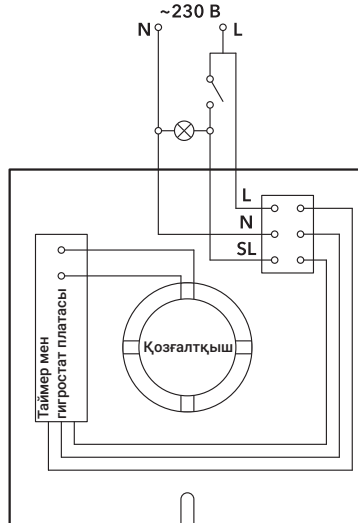 ~230 В
N L
L
N
SL
Таймер мен
гигростат платасы
Қозғалтқыш